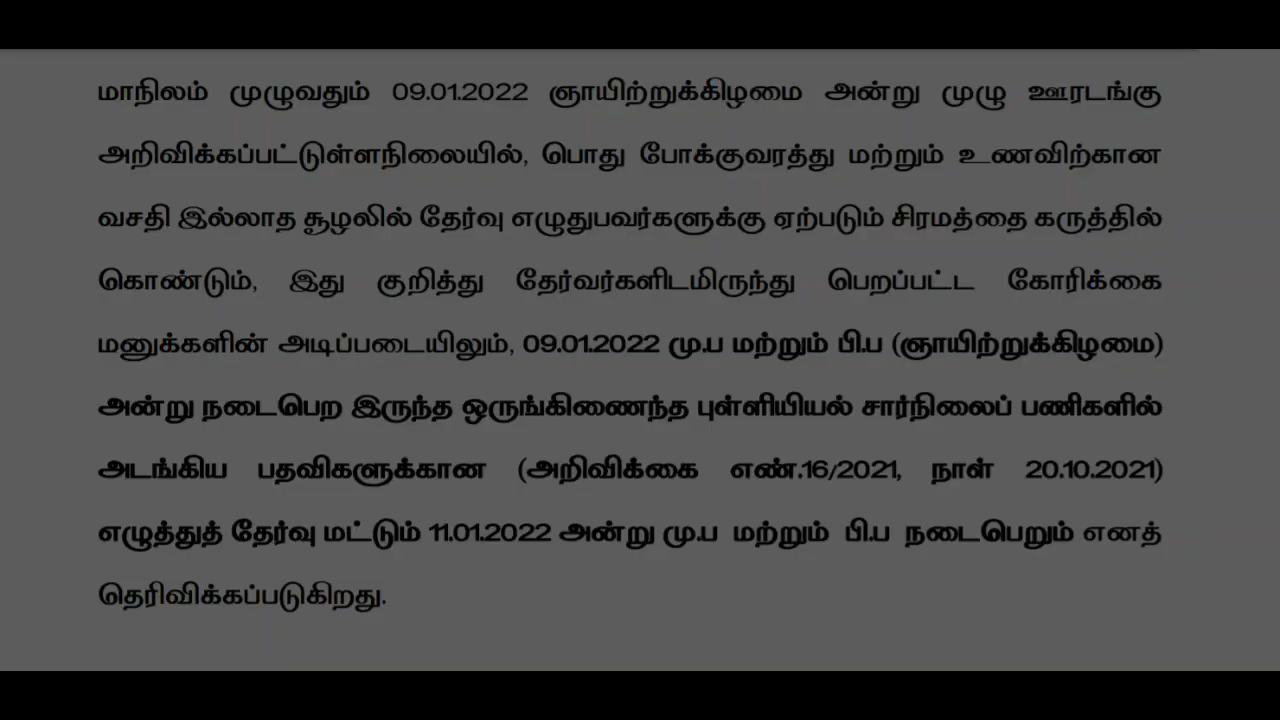 மாநிலம் முழுவதும் 09.01.2022 ஞாயிற்றுக்கிழமை அன்று முழு ஊரடங்கு
அறிவிக்கப்பட்டுள்ளநிலையில், பொது போக்குவரத்து மற்றும் உணவிற்கான
வசதி இல்லாத சூழலில் தேர்வு எழுதுபவர்களுக்கு ஏற்படும் சிரமத்தை கருத்தில்
கொண்டும், இது குறித்து தேர்வர்களிடமிருந்து பெறப்பட்ட கோரிக்கை
மனுக்களின் அடிப்படையிலும், 09.01.2022 மு.ப மற்றும் பி.ப (ஞாயிற்றுக்கிழமை)
அன்று நடைபெற இருந்த ஒருங்கிணைந்த புள்ளியியல் சார்நிலைப் பணிகளில்
அடங்கிய பதவிகளுக்கான (அறிவிக்கை எண்.16/2021, நாள் 20.10.2021)
எழுத்துத் தேர்வு மட்டும் 11.01.2022 அன்று மு.ப மற்றும் பி.ப நடைபெறும் எனத்
தெரிவிக்கப்படுகிறது.